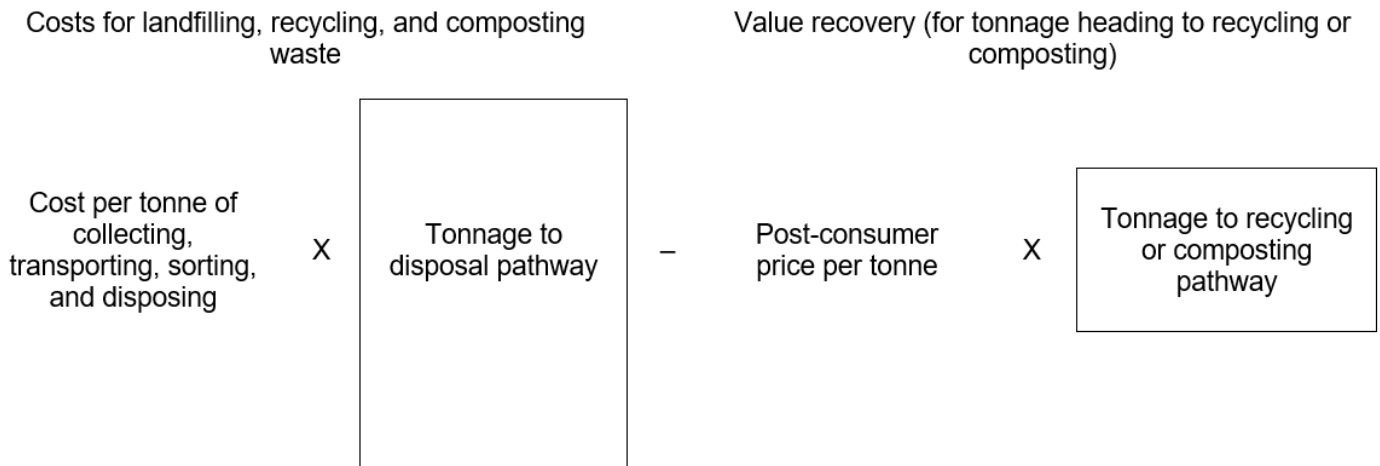 Costs for landfilling, recycling, and composting
waste
Value recovery (for tonnage heading to recycling or
composting)
Cost per tonne of
collecting,
transporting, sorting,
and disposing
X
Tonnage to
disposal pathway
–
Post-consumer
price per tonne
X
Tonnage to recycling
or composting
pathway